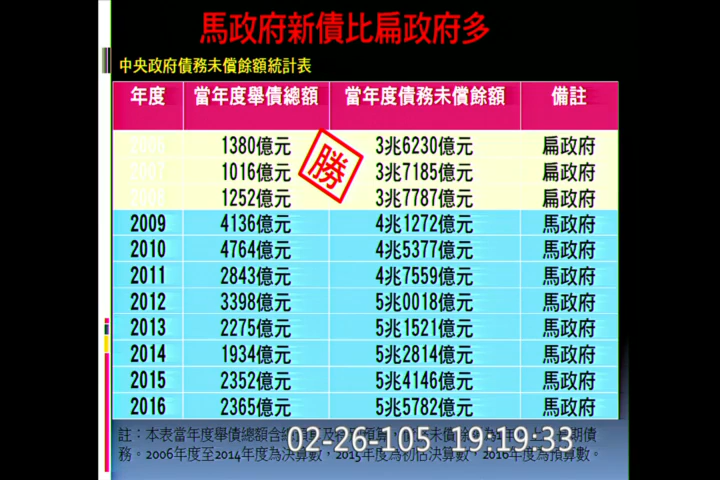 馬政府新債比扁政府多
中央政府債務未償餘額統計表
年度 當年度舉債總額 當年度債務未償餘額 備註
2006 1380億元 3兆6230億元 扁政府
2007 1016億元 3兆7185億元 扁政府
2008 1252億元 3兆7787億元 扁政府
勝
2009 4136億元 4兆1272億元 馬政府
2010 4764億元 4兆5377億元 馬政府
2011 2843億元 4兆7559億元 馬政府
2012 3398億元 5兆0018億元 馬政府
2013 2275億元 5兆1521億元 馬政府
2014 1934億元 5兆2814億元 馬政府
2015 2352億元 5兆4146億元 馬政府
2016 2365億元 5兆5782億元 馬政府
註：本表當年度舉債總額含
債
務。2006年度至2014年度為決算數，2015年度為初估決算數，2016年度為預算數。
02-26-105 19:19:33